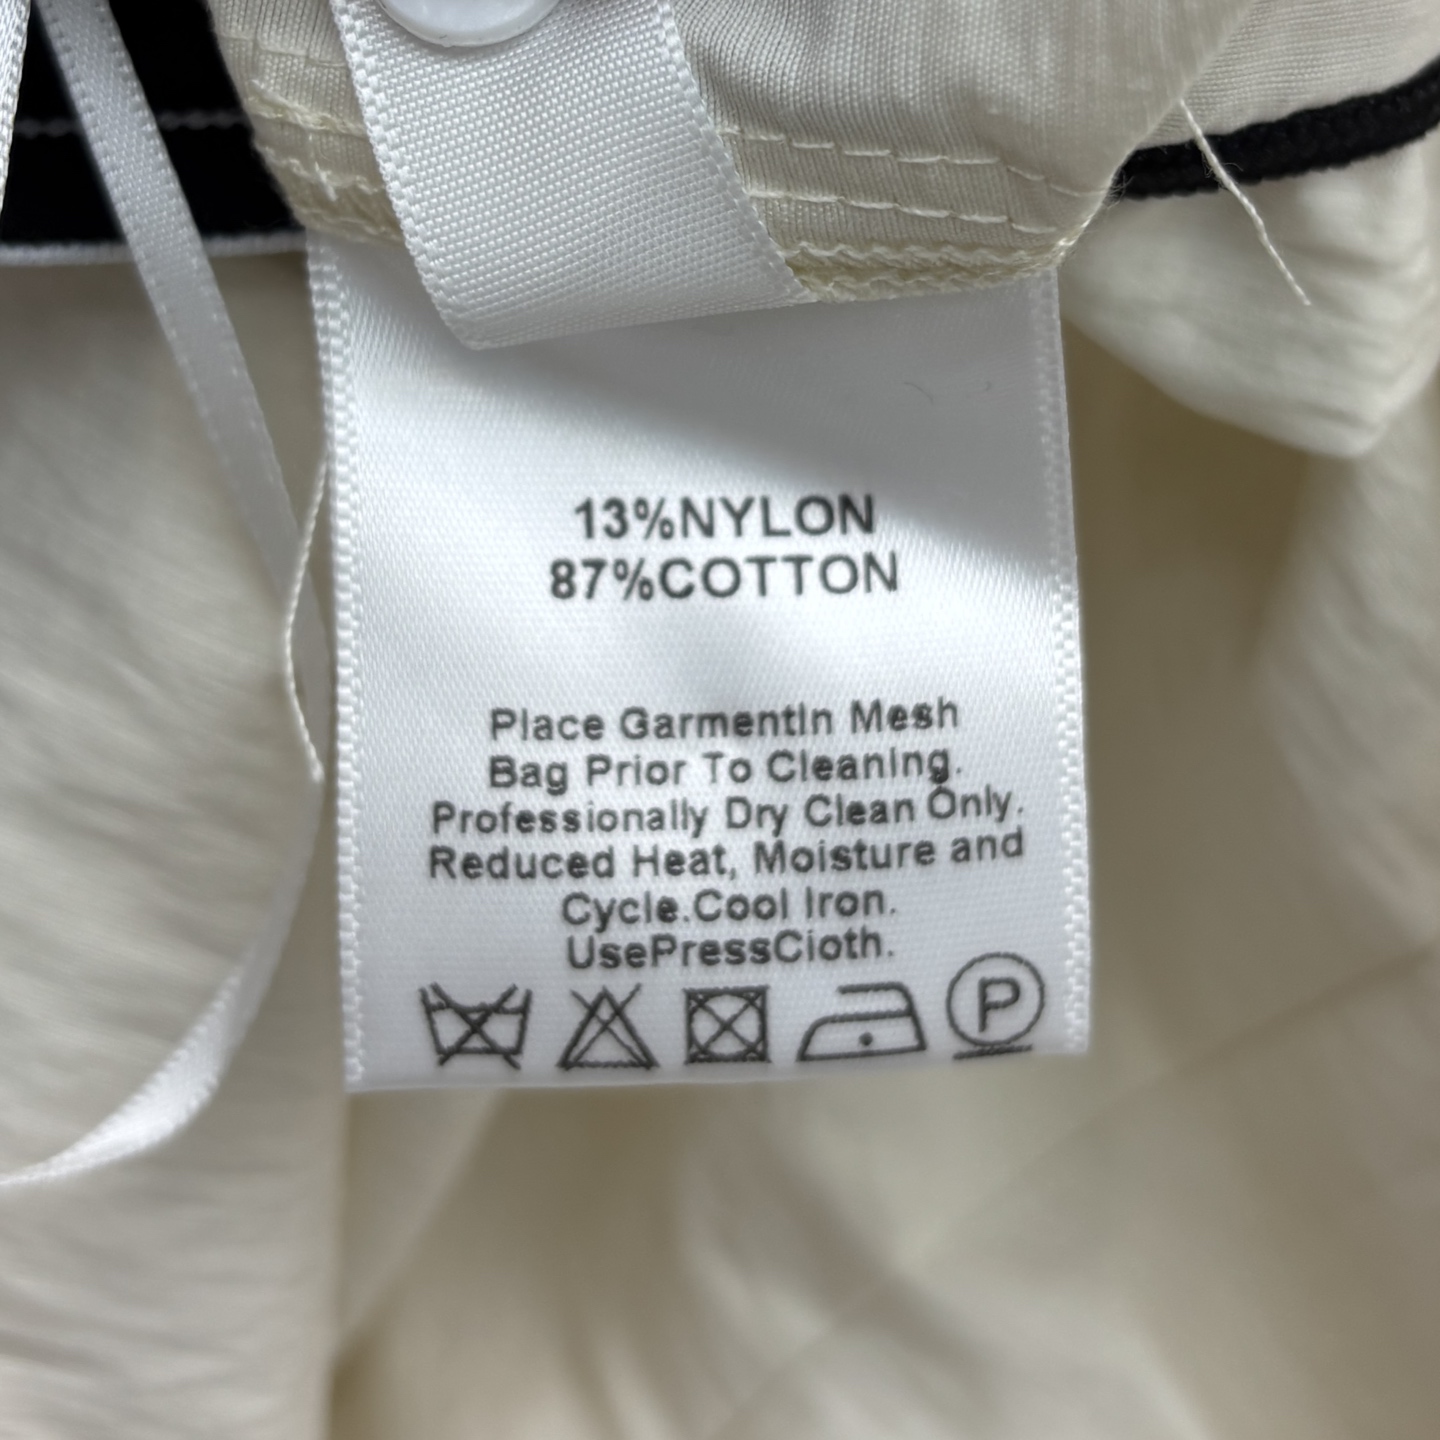 13%NYLON
87%COTTON
Place GarmentIn Mesh
Bag Prior To Cleaning.
Professionally Dry Clean Only.
Reduced Heat, Moisture and
Cycle.Cool Iron.
UsePressCloth.
P